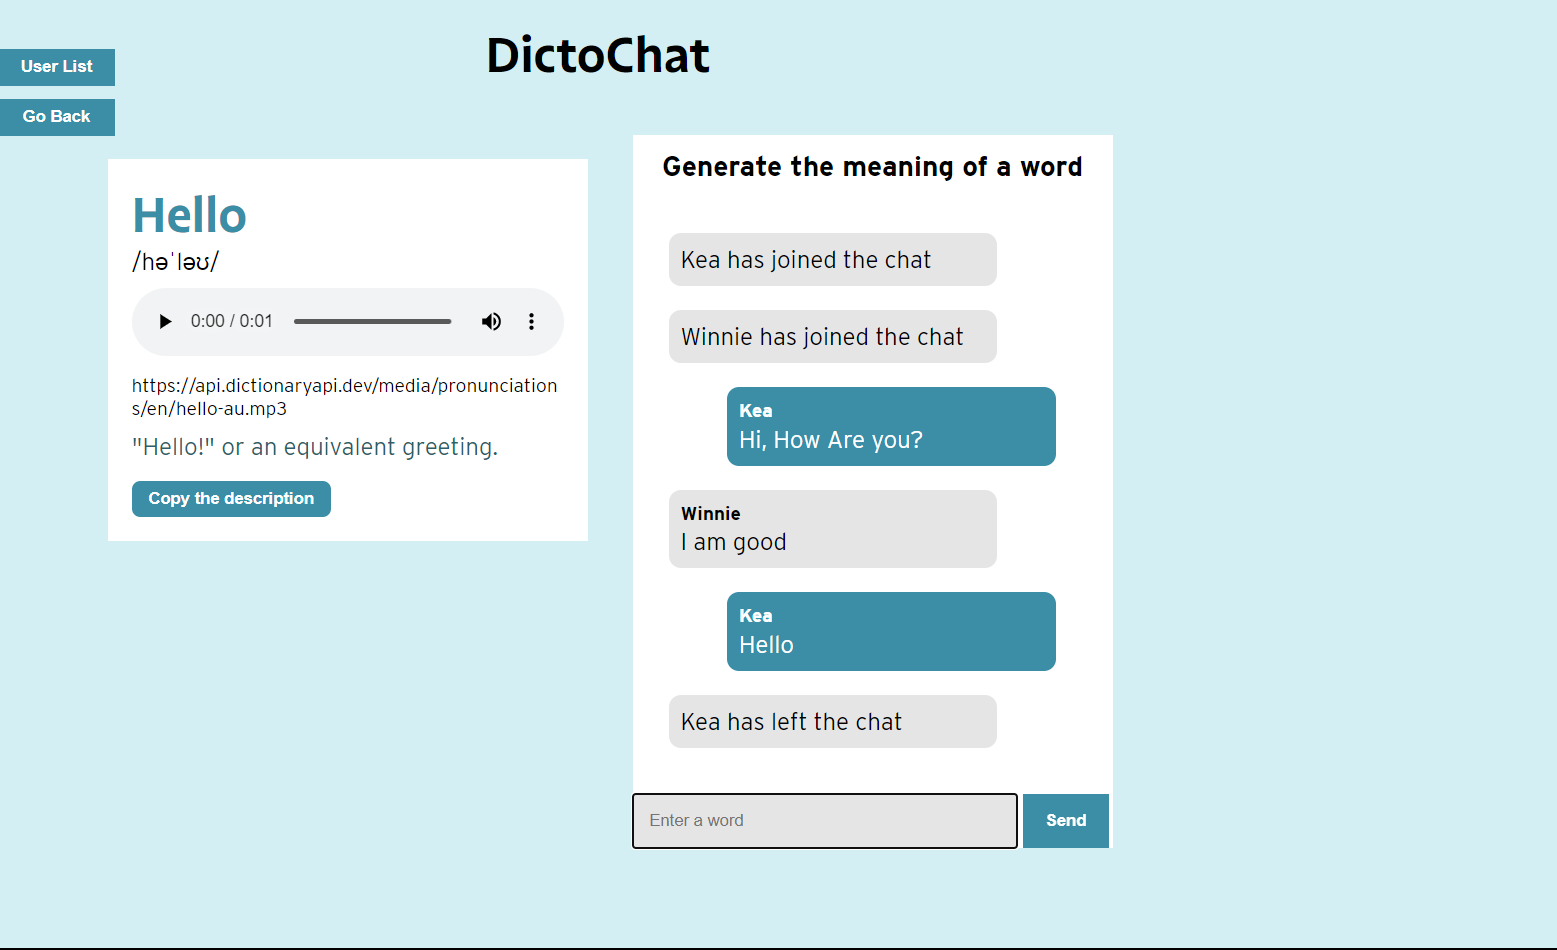 DictoChat
User List
Go Back
Hello
/həˈləʊ/
0:00 / 0:01
https://api.dictionaryapi.dev/media/pronunciation
s/en/hello-au.mp3
"Hello!" or an equivalent greeting.
Copy the description
Generate the meaning of a word
Kea has joined the chat
Winnie has joined the chat
Kea
Hi, How Are you?
Winnie
I am good
Kea
Hello
Kea has left the chat
Enter a word
Send